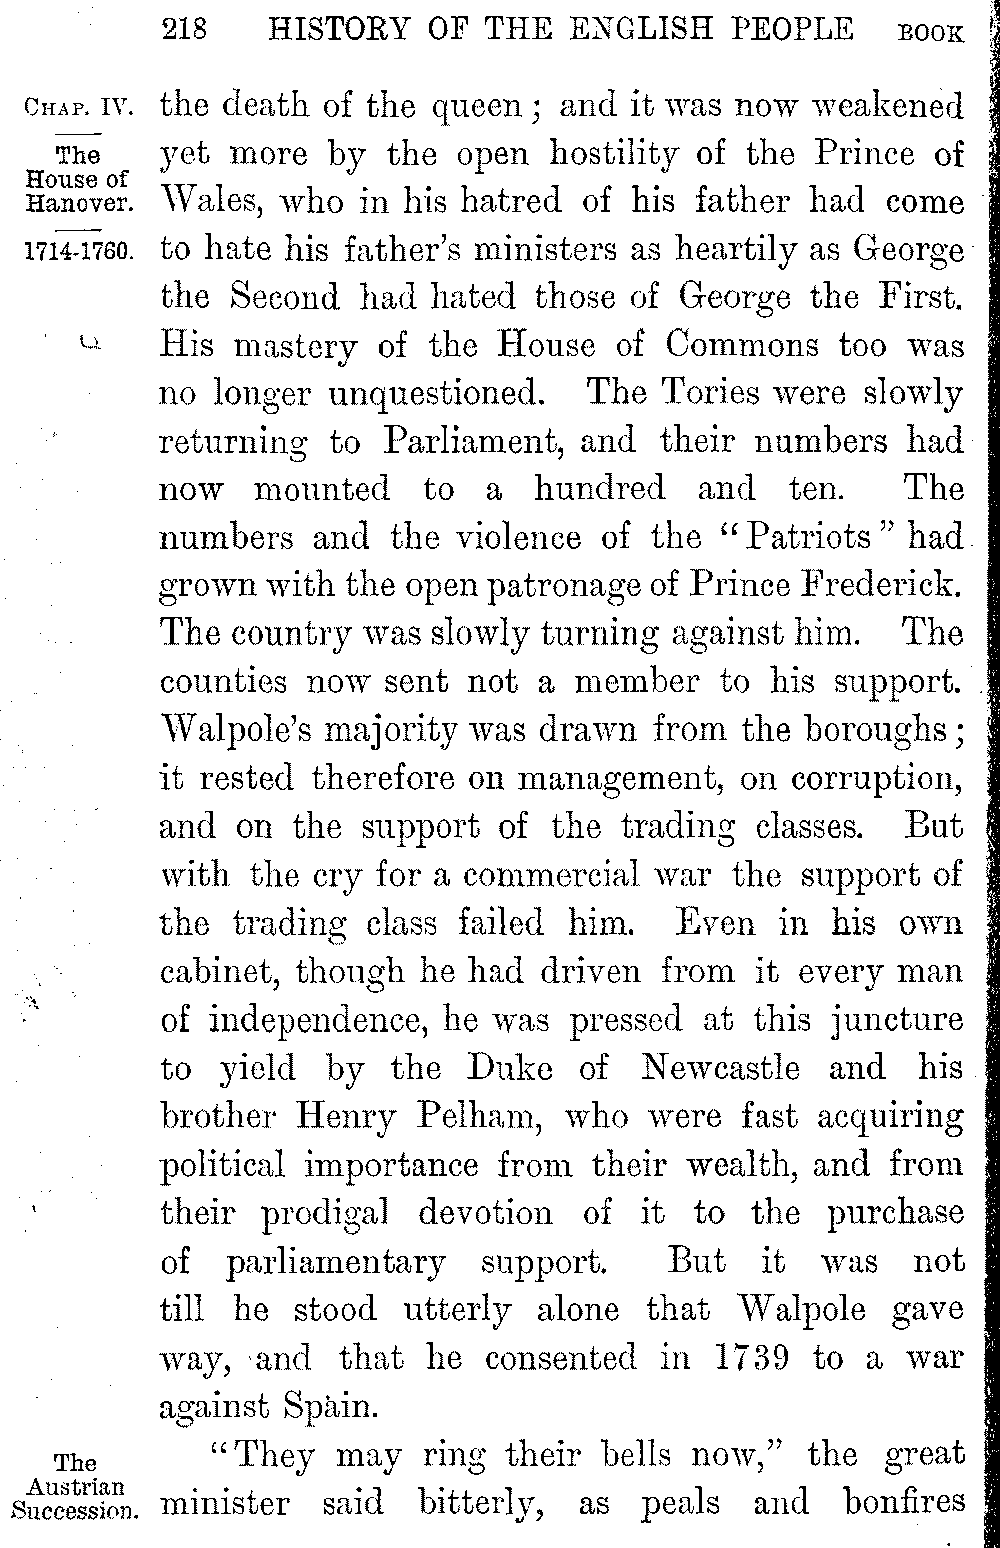 218 HISTORY OF THE ENGLISH PEOPLE BOOK
CHAP. IV.
The
House of
Hanover.
1714-1760.
the death of the queen; and it was now weakened
yet more by the open hostility of the Prince of
Wales, who in his hatred of his father had come
to hate his father's ministers as heartily as George
the Second had hated those of George the First.
His mastery of the House of Commons too was
no longer unquestioned. The Tories were slowly
returning to Parliament, and their numbers had
now mounted to a hundred and ten. The
numbers and the violence of the "Patriots" had
grown with the open patronage of Prince Frederick.
The country was slowly turning against him. The
counties now sent not a member to his support.
Walpole's majority was drawn from the boroughs;
it rested therefore on management, on corruption,
and on the support of the trading classes. But
with the cry for a commercial war the support of
the trading class failed him. Even in his own
cabinet, though he had driven from it every man
of independence, he was pressed at this juncture
to yield by the Duke of Newcastle and his
brother Henry Pelham, who were fast acquiring
political importance from their wealth, and from
their prodigal devotion of it to the purchase
of parliamentary support. But it was not
till he stood utterly alone that Walpole gave
way, and that he consented in 1739 to a war
against Spain.
The
Austrian
Succession.
"They may ring their bells now," the great
minister said bitterly, as peals and bonfires